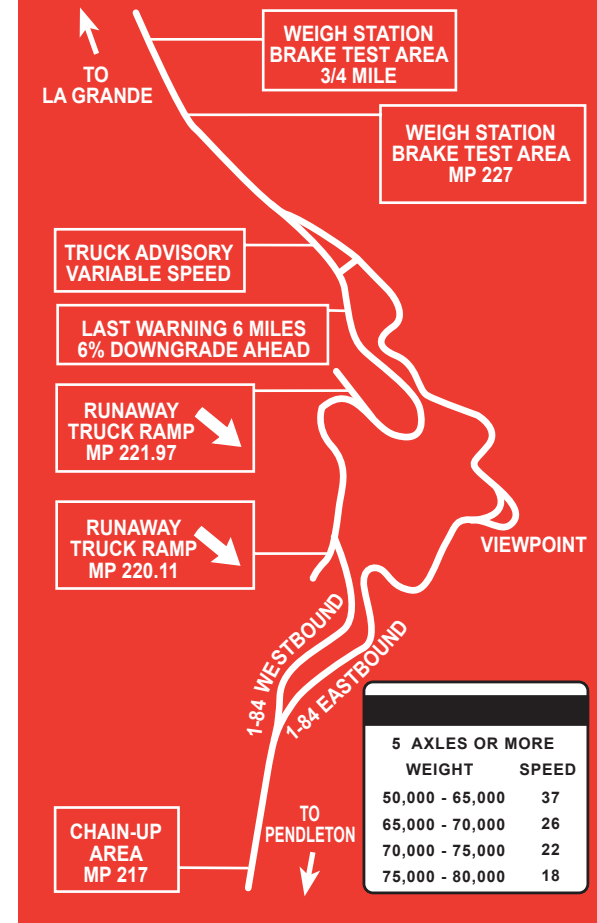 TO
LA GRANDE
WEIGH STATION
BRAKE TEST AREA
3/4 MILE
WEIGH STATION
BRAKE TEST AREA
MP 227
TRUCK ADVISORY
VARIABLE SPEED
LAST WARNING 6 MILES
6% DOWNGRADE AHEAD
RUNAWAY
TRUCK RAMP
MP 221.97
RUNAWAY
TRUCK RAMP
MP 220.11
VIEWPOINT
1-84 WESTBOUND
1-84 EASTBOUND
CHAIN-UP
AREA
MP 217
TO
PENDLETON
5 AXLES OR MORE
WEIGHT SPEED
50,000 - 65,000 37
65,000 - 70,000 26
70,000 - 75,000 22
75,000 - 80,000 18